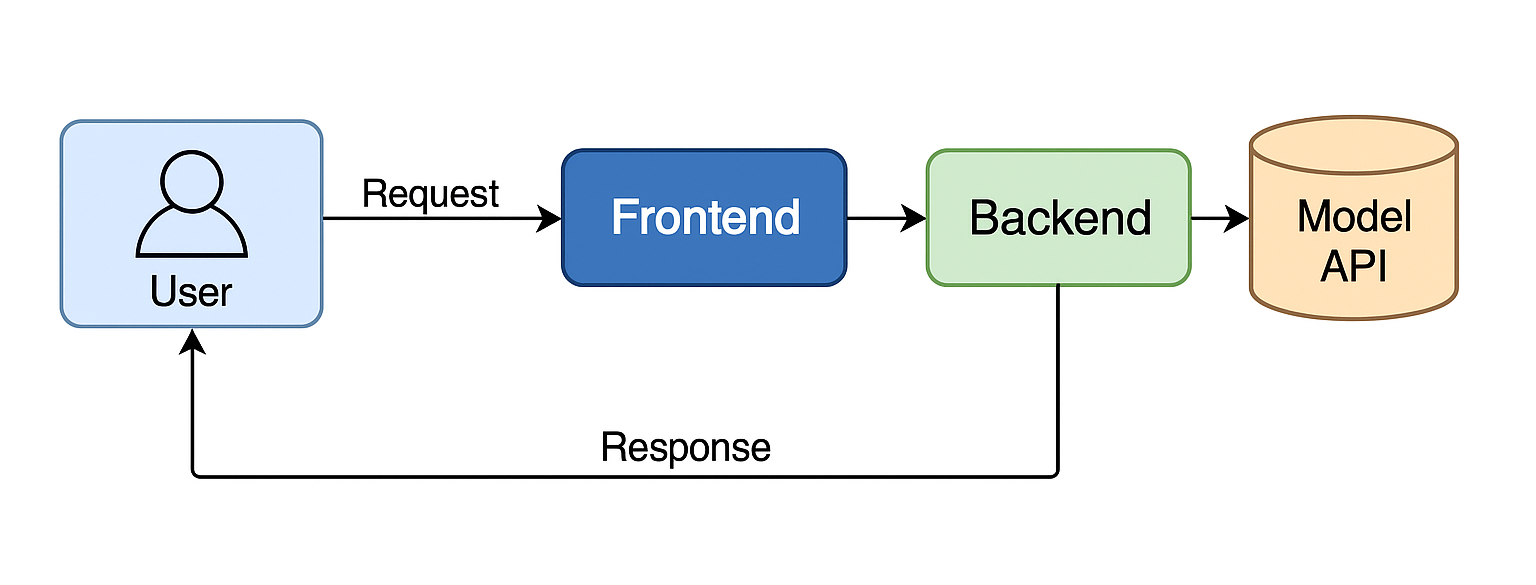 Request
User
Frontend
Backend
Model
API
Response